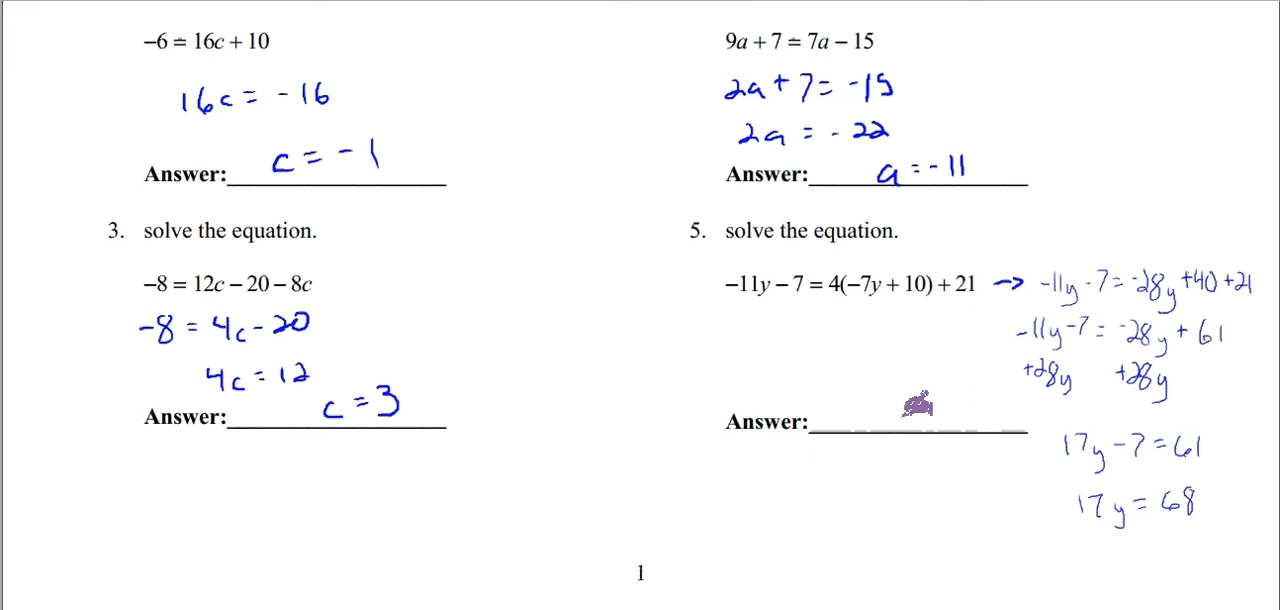 –6 = 16c + 10
16c = -16
c = -1
Answer:
3. solve the equation.
–8 = 12c – 20 – 8c
-8 = 4c - 20
4c = 12
c = 3
Answer:
9a + 7 = 7a – 15
2a + 7 = -15
2a = -22
a = -11
Answer:
5. solve the equation.
–11y – 7 = 4(–7y + 10) + 21 → -11y - 7 = -28y + 40 + 21
-11y - 7 = -28y + 61
+28y +28y
17y - 7 = 61
17y = 68
Answer:
1